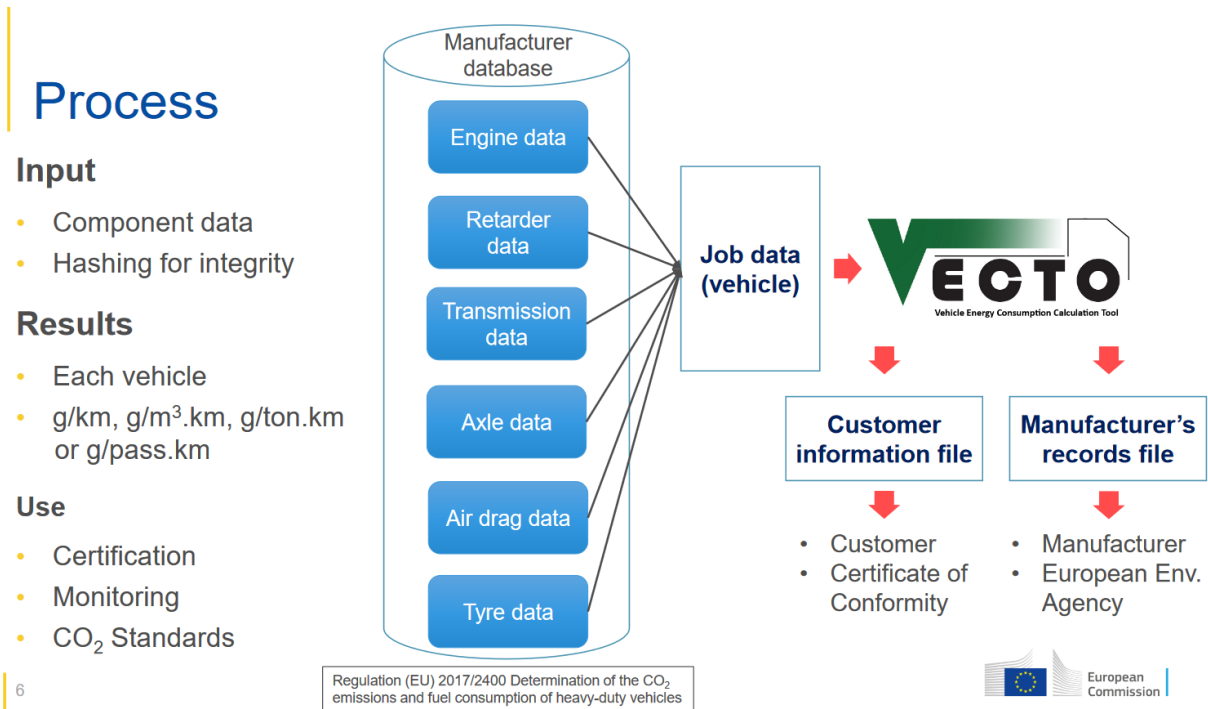 Process
Input
• Component data
• Hashing for integrity
Results
• Each vehicle
• g/km, g/m³.km, g/ton.km
or g/pass.km
Use
• Certification
• Monitoring
• CO₂ Standards
6
Manufacturer
database
Engine data
Retarder
data
Transmission
data
Axle data
Air drag data
Tyre data
Regulation (EU) 2017/2400 Determination of the CO₂
emissions and fuel consumption of heavy-duty vehicles
Job data
(vehicle)
VECTO
Vehicle Energy Consumption Calculation Tool
Customer
information file
• Customer
• Certificate of
Conformity
Manufacturer’s
records file
• Manufacturer
• European Env.
Agency
European
Commission